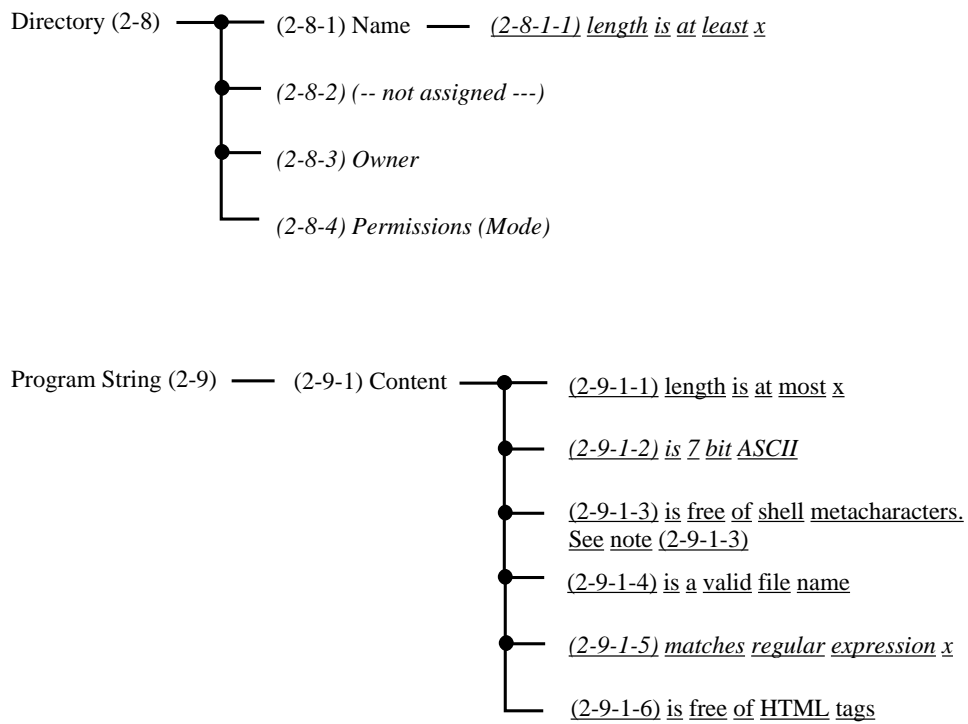 Directory (2-8) (2-8-1) Name (2-8-1-1) length is at least x
(2-8-2) (-- not assigned ---)
(2-8-3) Owner
(2-8-4) Permissions (Mode)
Program String (2-9) (2-9-1) Content (2-9-1-1) length is at most x
(2-9-1-2) is 7 bit ASCII
(2-9-1-3) is free of shell metacharacters.
See note (2-9-1-3)
(2-9-1-4) is a valid file name
(2-9-1-5) matches regular expression x
(2-9-1-6) is free of HTML tags